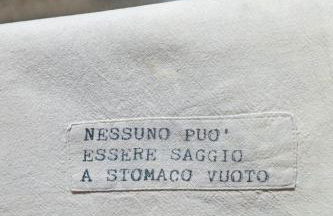 NESSUNO PUO'
ESSERE SAGGIO
A STOMACO VUOTO